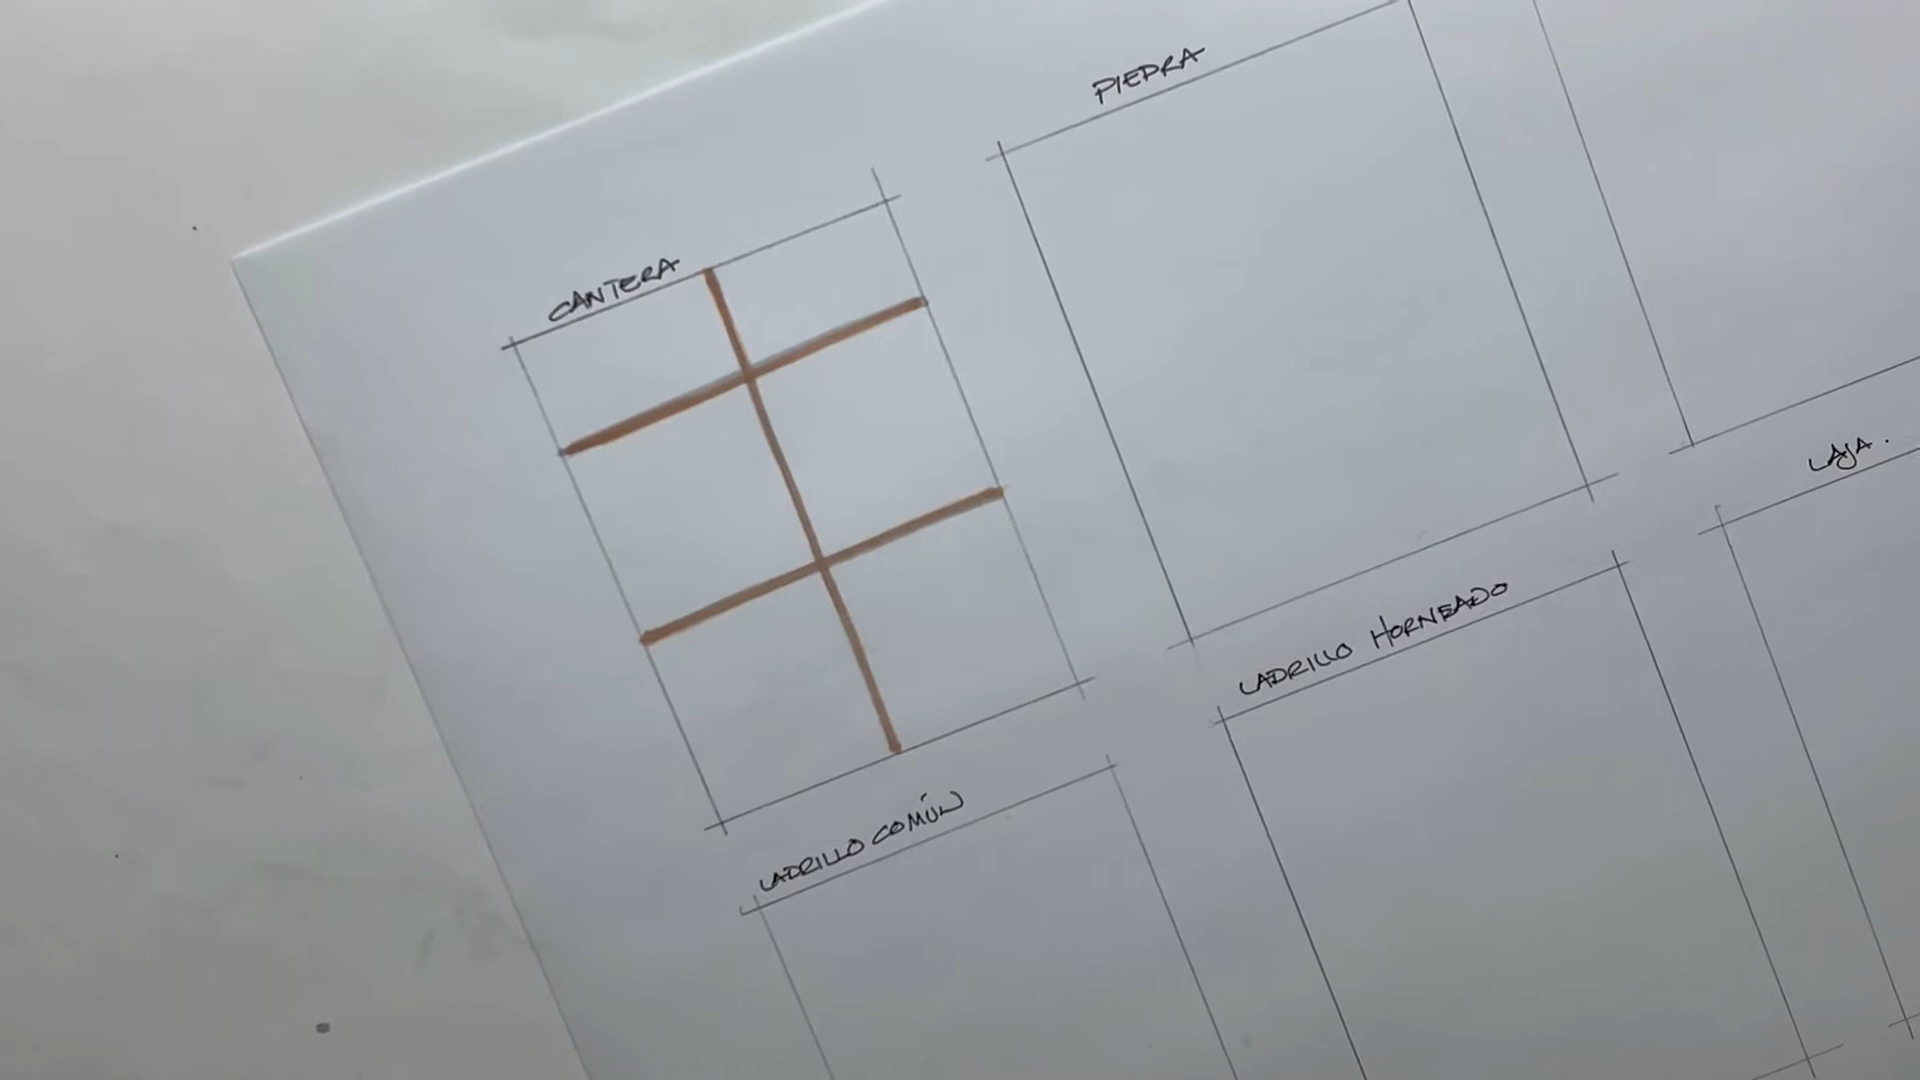 CANTERA
PIEDRA
LADRILLO COMÚN
LADRILLO HORNEADO
LAJA.